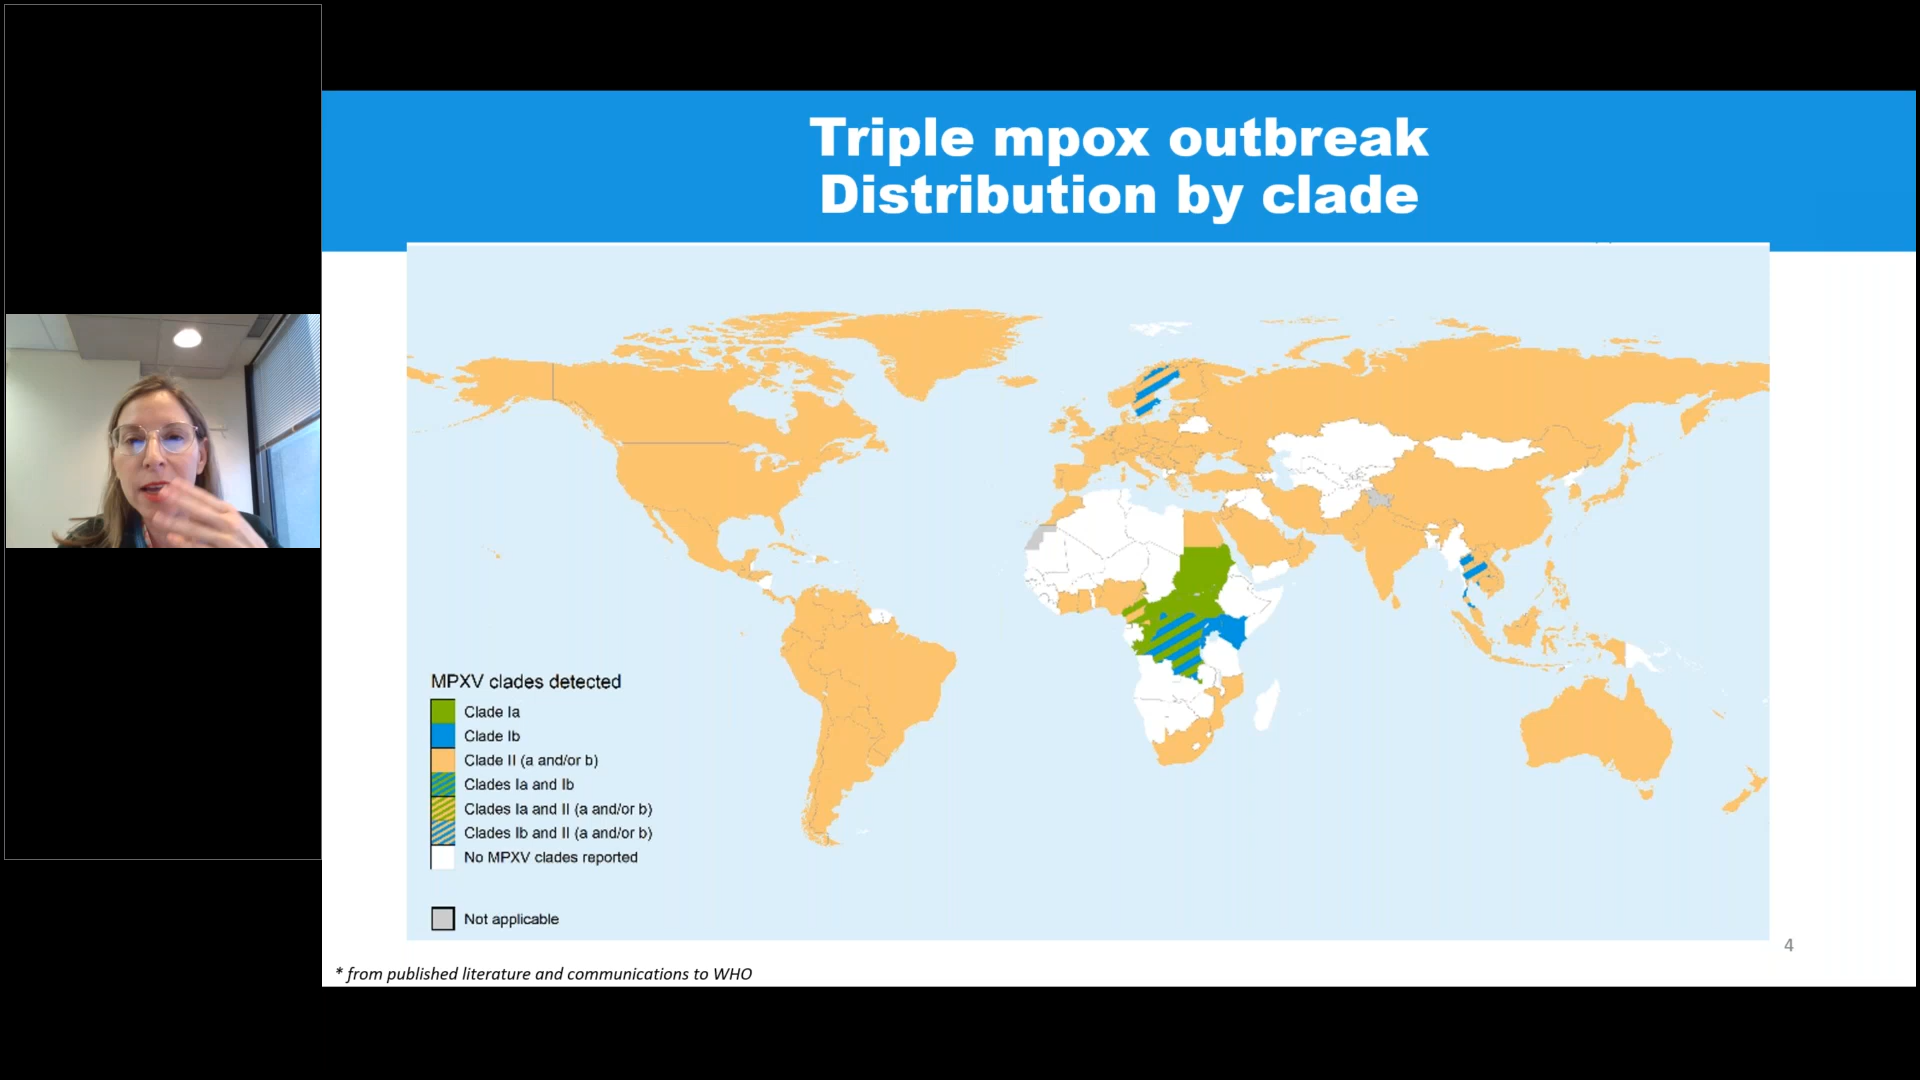 Triple mpox outbreak
Distribution by clade
MPXV clades detected
Clade Ia
Clade Ib
Clade II (a and/or b)
Clades Ia and Ib
Clades Ia and II (a and/or b)
Clades Ib and II (a and/or b)
No MPXV clades reported
Not applicable
4
* from published literature and communications to WHO